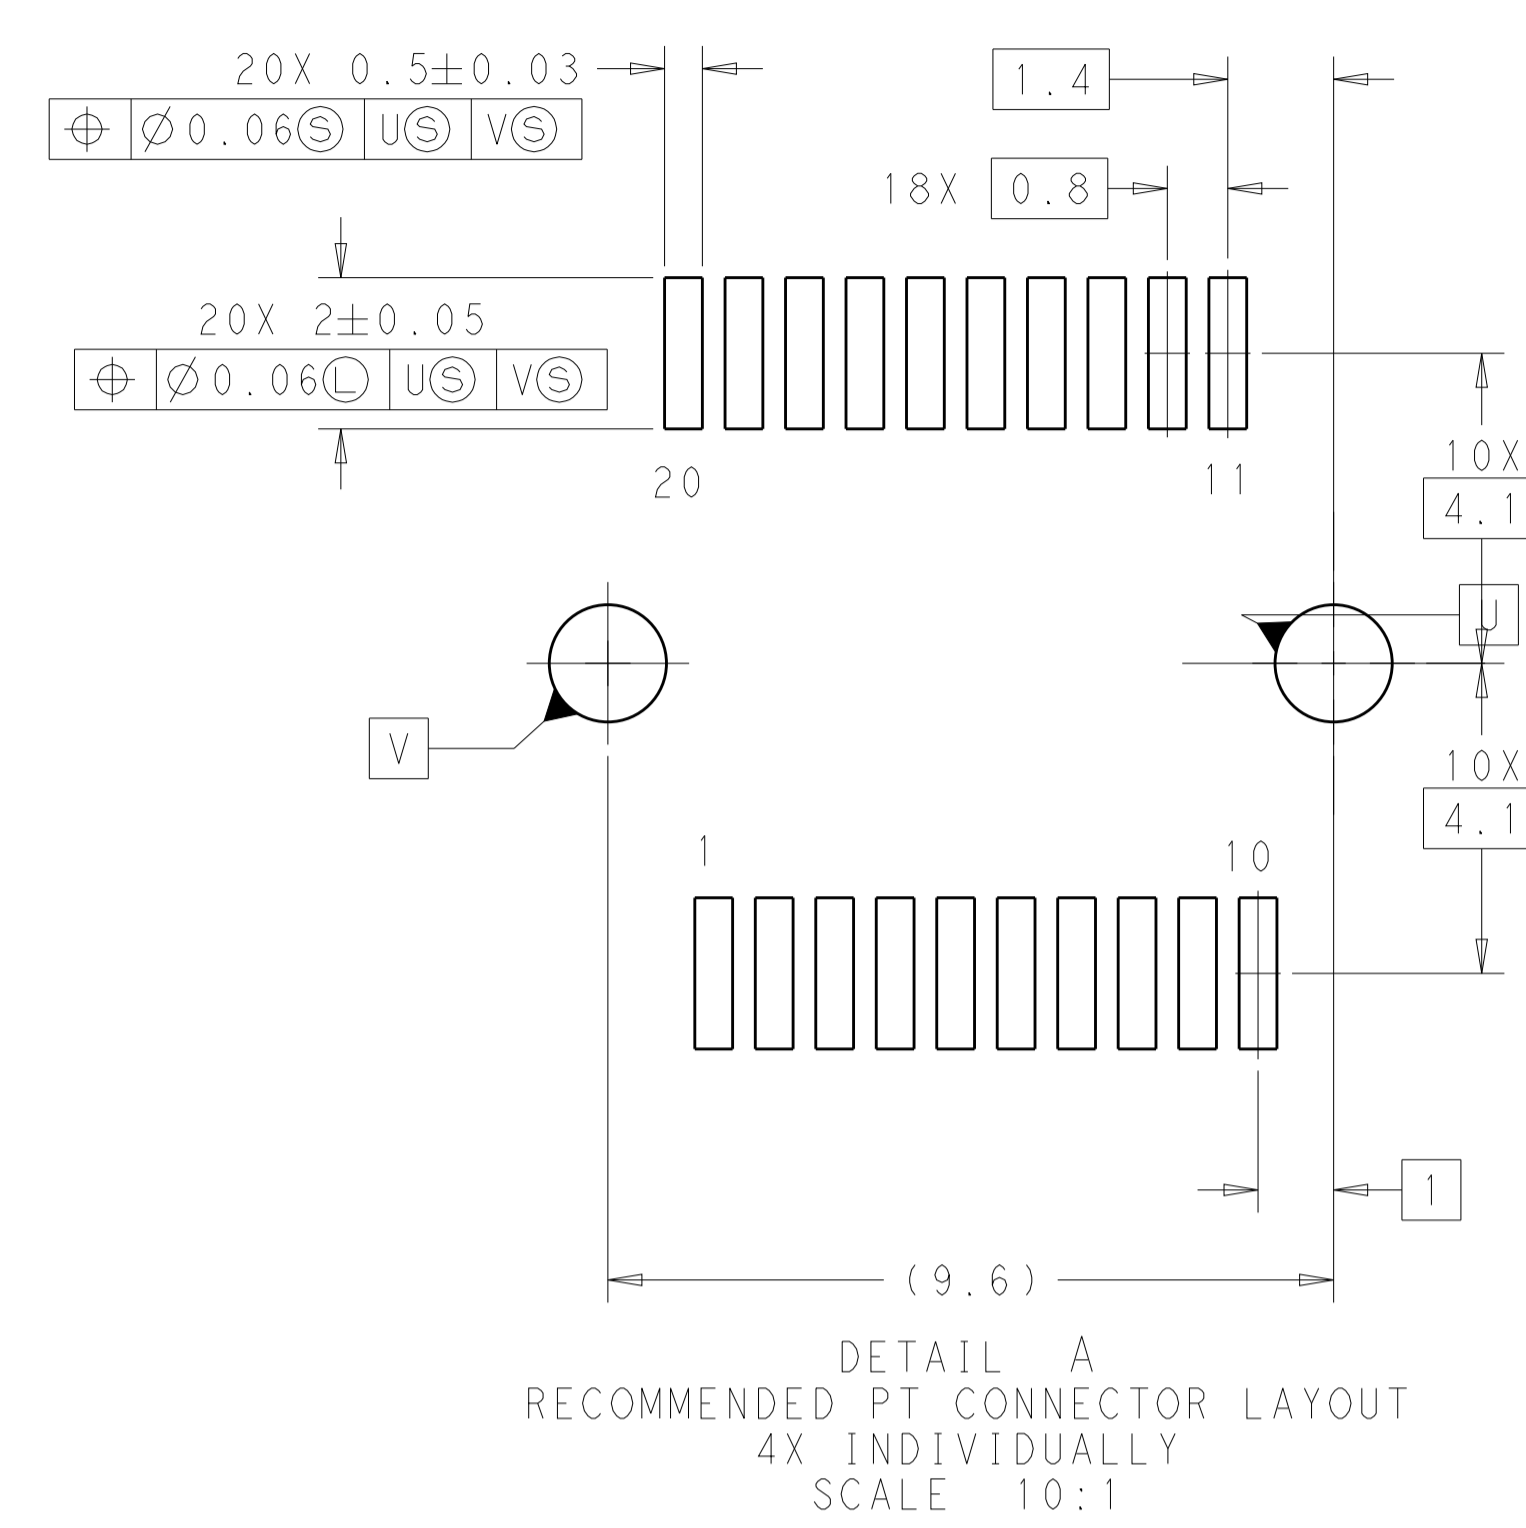 20X 0.5±0.03
⌖ ⌀0.06Ⓢ UⓈ VⓈ
1.4
18X 0.8
20X 2±0.05
⌖ ⌀0.06Ⓛ UⓈ VⓈ
20
11
10X
4.1
U
V
10X
4.1
1
10
1
(9.6)
DETAIL A
RECOMMENDED PT CONNECTOR LAYOUT
4X INDIVIDUALLY
SCALE 10:1